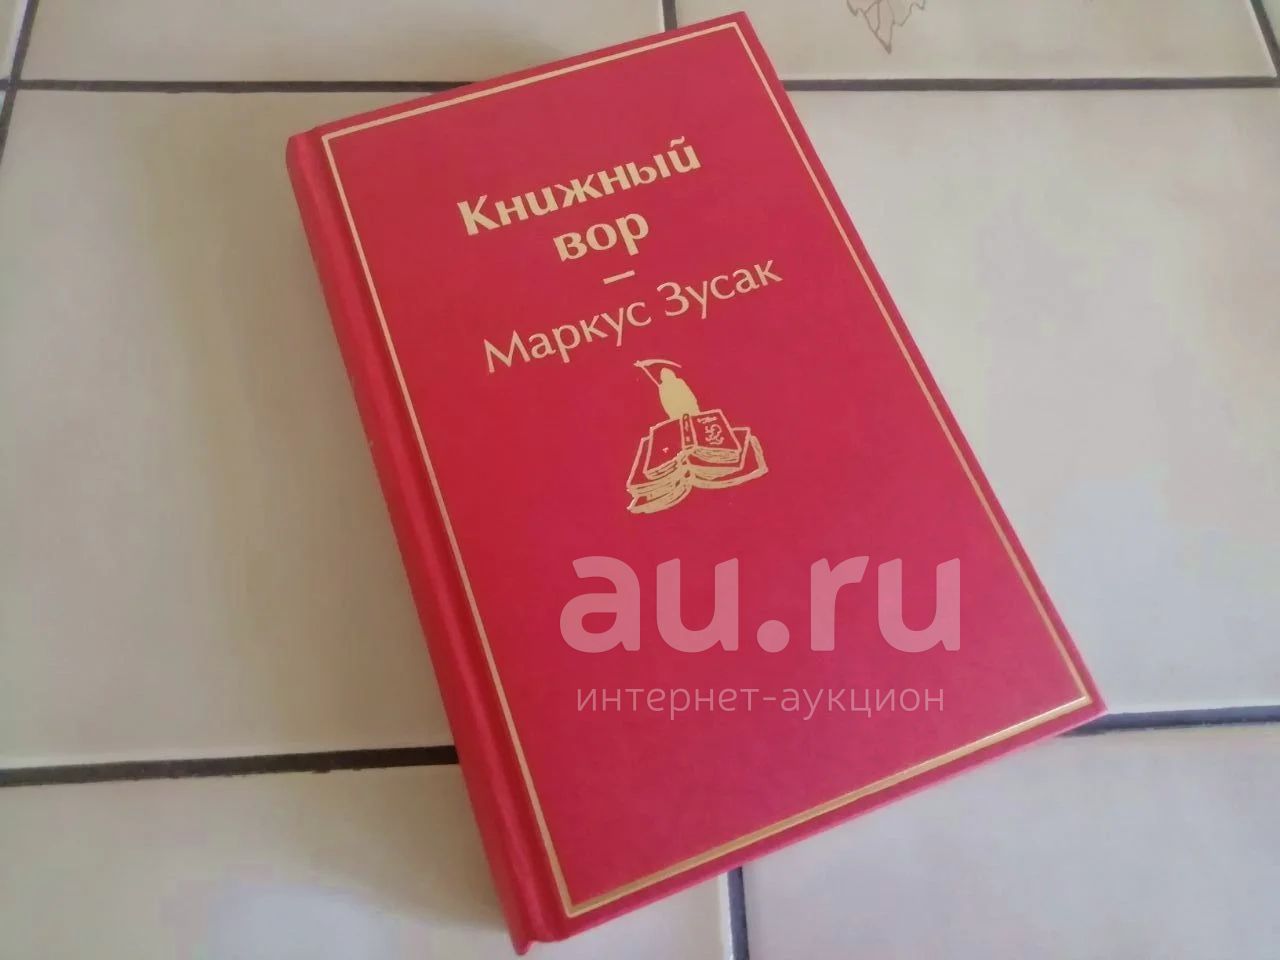 Книжный
вор
–
Маркус Зусак
au.ru
интернет-аукцион